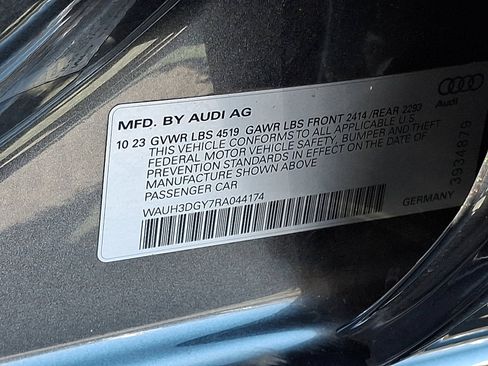 MFD. BY AUDI AG
10 23 GVWR LBS 4519 GAWR LBS FRONT 2414 /REAR 2293
THIS VEHICLE CONFORMS TO ALL APPLICABLE U.S.
FEDERAL MOTOR VEHICLE SAFETY, BUMPER AND THEFT
PREVENTION STANDARDS IN EFFECT ON THE DATE OF
MANUFACTURE SHOWN ABOVE
PASSENGER CAR
WAUH3DGY7RA044174
GERMANY
Audi
3934879